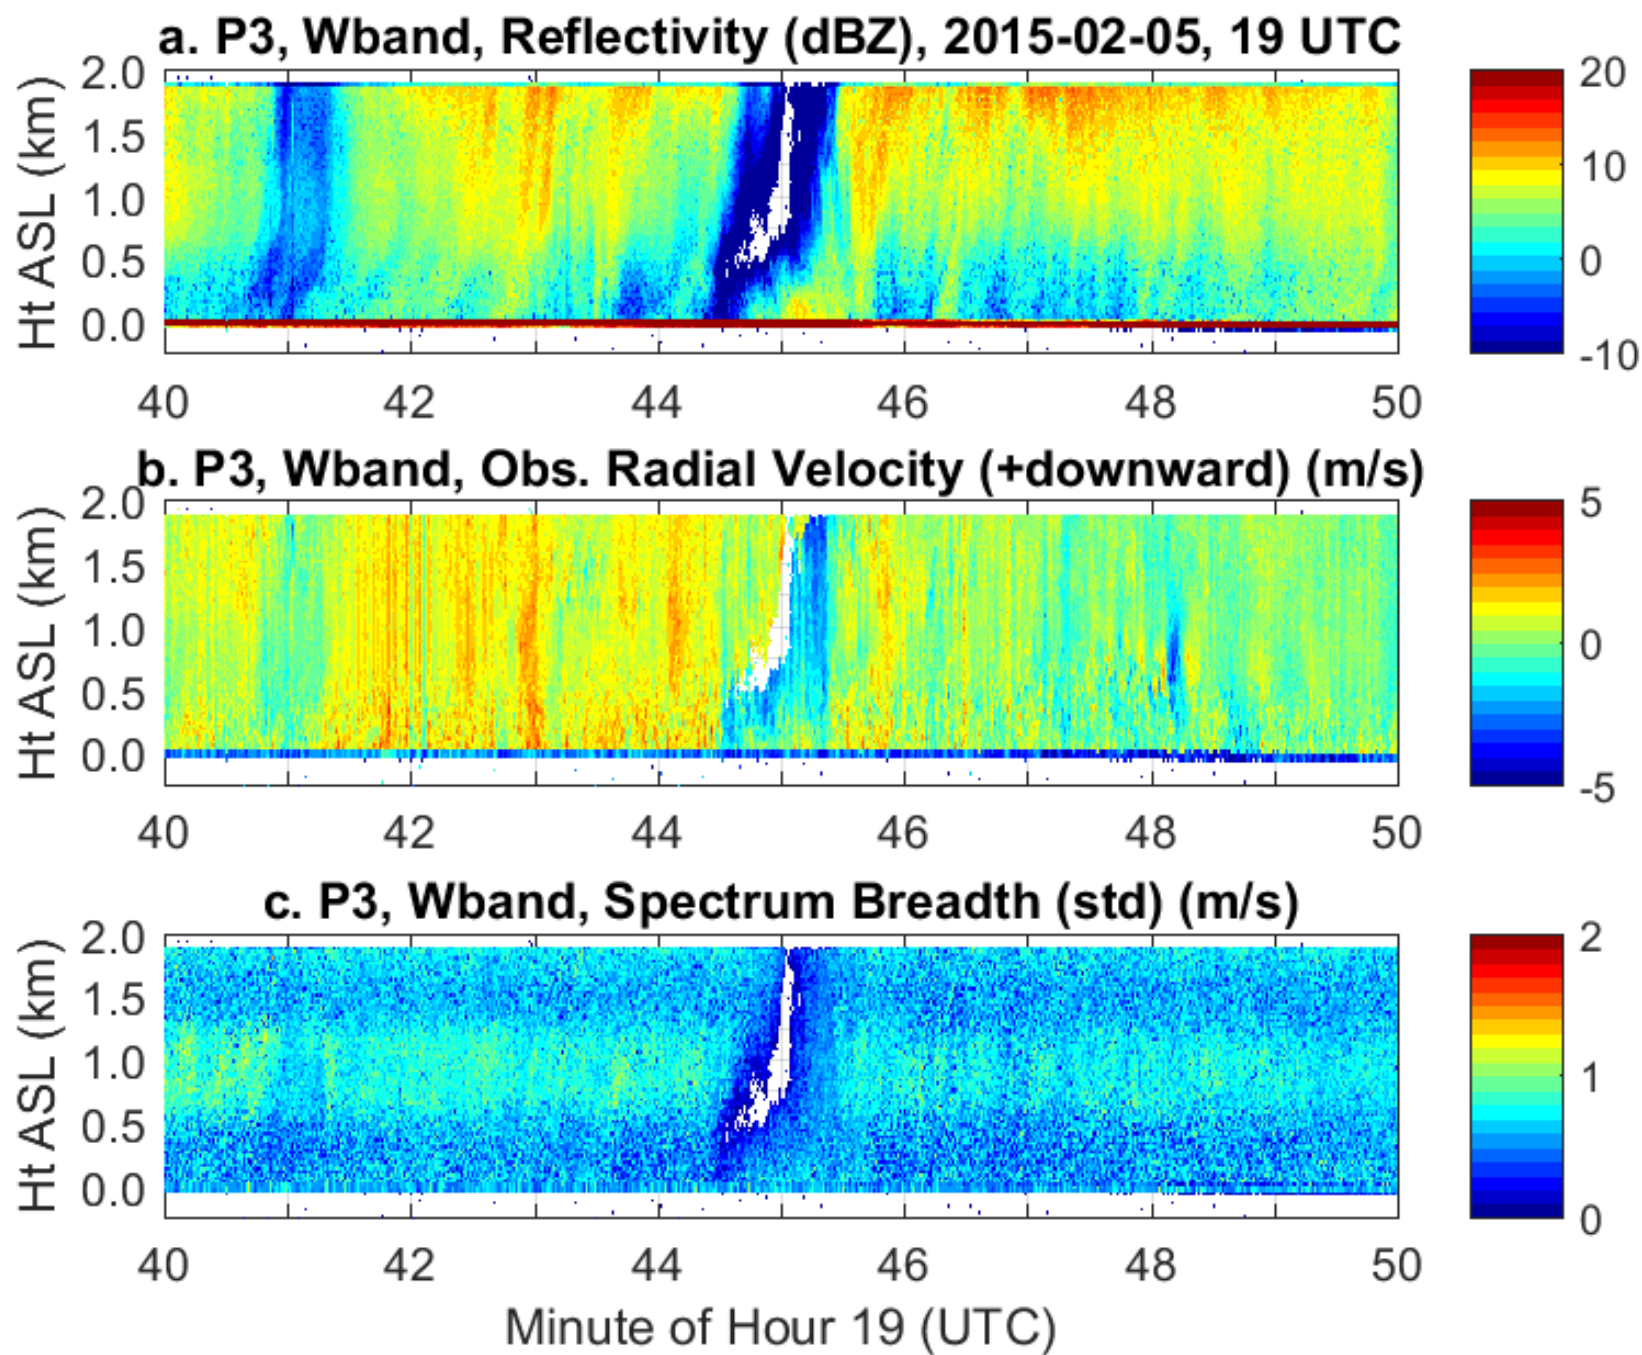 a. P3, Wband, Reflectivity (dBZ), 2015-02-05, 19 UTC
Ht ASL (km)
2.0
1.5
1.0
0.5
0.0
40 42 44 46 48 50
20
10
0
-10
b. P3, Wband, Obs. Radial Velocity (+downward) (m/s)
Ht ASL (km)
2.0
1.5
1.0
0.5
0.0
40 42 44 46 48 50
5
0
-5
c. P3, Wband, Spectrum Breadth (std) (m/s)
Ht ASL (km)
2.0
1.5
1.0
0.5
0.0
40 42 44 46 48 50
2
1
0
Minute of Hour 19 (UTC)